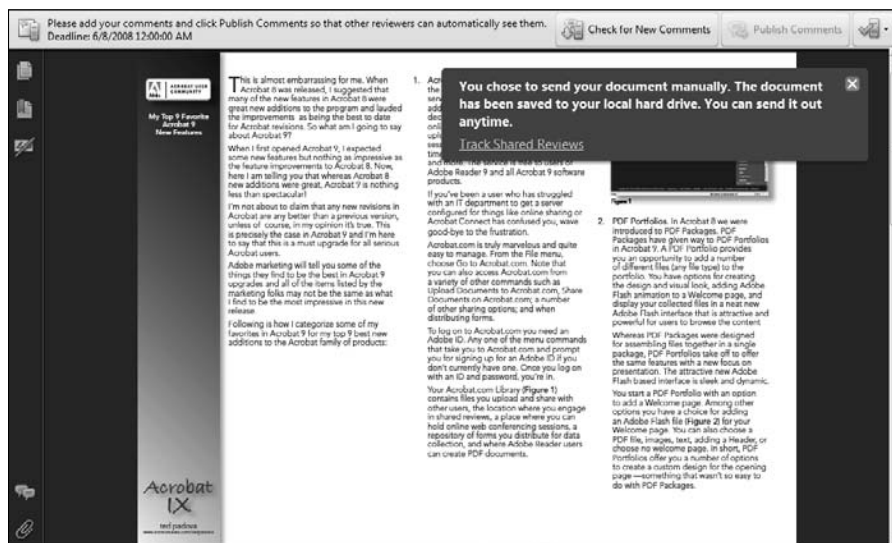 Please add your comments and click Publish Comments so that other reviewers can automatically see them.
Deadline: 6/8/2008 12:00:00 AM
Check for New Comments
Publish Comments
You chose to send your document manually. The document
has been saved to your local hard drive. You can send it out
anytime.
Track Shared Reviews
Adobe
ACROBAT USER
COMMUNITY
My Top 9 Favorite
Acrobat 9
New Features
Acrobat
IX
ted padova
This is almost embarrassing for me. When
Acrobat 8 was released, I suggested that
many of the new features in Acrobat 8 were
great new additions to the program and lauded
the improvements as being the best to date
for Acrobat revisions. So what am I going to say
about Acrobat 9?
When I first opened Acrobat 9, I expected
some new features but nothing as impressive as
the feature improvements to Acrobat 8. Now,
here I am telling you that whereas Acrobat 8
new additions were great, Acrobat 9 is nothing
less than spectacular!
I'm not about to claim that any new revisions in
Acrobat are any better than a previous version,
unless of course, in my opinion it's true. This
is precisely the case in Acrobat 9 and I'm here
to say that this is a must upgrade for all serious
Acrobat users.
Adobe marketing will tell you some of the
things they find to be the best in Acrobat 9
upgrades and all of the items listed by the
marketing folks may not be the same as what
I find to be the most impressive in this new
release.
Following is how I categorize some of my
favorites in Acrobat 9 for my top 9 best new
additions to the Acrobat family of products:
1.
and more. The service is free to users of
Adobe Reader 9 and all Acrobat 9 software
products.
If you've been a user who has struggled
with an IT department to get a server
configured for things like online sharing or
Acrobat Connect has confused you, wave
good-bye to the frustration.
Acrobat.com is truly marvelous and quite
easy to manage. From the File menu,
choose Go to Acrobat.com. Note that
you can also access Acrobat.com from
a variety of other commands such as
Upload Documents to Acrobat.com, Share
Documents on Acrobat.com; a number
of other sharing options; and when
distributing forms.
To log on to Acrobat.com you need an
Adobe ID. Any one of the menu commands
that take you to Acrobat.com and prompt
you for signing up for an Adobe ID if you
don't currently have one. Once you log on
with an ID and password, you're in.
Your Acrobat.com Library (Figure 1)
contains files you upload and share with
other users, the location where you engage
in shared reviews, a place where you can
hold online web conferencing sessions, a
repository of forms you distribute for data
collection, and where Adobe Reader users
can create PDF documents.
Figure 1
2. PDF Portfolios. In Acrobat 8 we were
introduced to PDF Packages. PDF
Packages have given way to PDF Portfolios
in Acrobat 9. A PDF Portfolio provides
you an opportunity to add a number
of different files (any file type) to the
portfolio. You have options for creating
the design and visual look, adding Adobe
Flash animation to a Welcome page, and
display your collected files in a neat new
Adobe Flash interface that is attractive and
powerful for users to browse the content
Whereas PDF Packages were designed
for assembling files together in a single
package, PDF Portfolios take off to offer
the same features with a new focus on
presentation. The attractive new Adobe
Flash based interface is sleek and dynamic.
You start a PDF Portfolio with an option
to add a Welcome page. Among other
options you have a choice for adding
an Adobe Flash file (Figure 2) for your
Welcome page. You can also choose a
PDF file, images, text, adding a Header, or
choose no welcome page. In short, PDF
Portfolios offer you a number of options
to create a custom design for the opening
page —something that wasn't so easy to
do with PDF Packages.